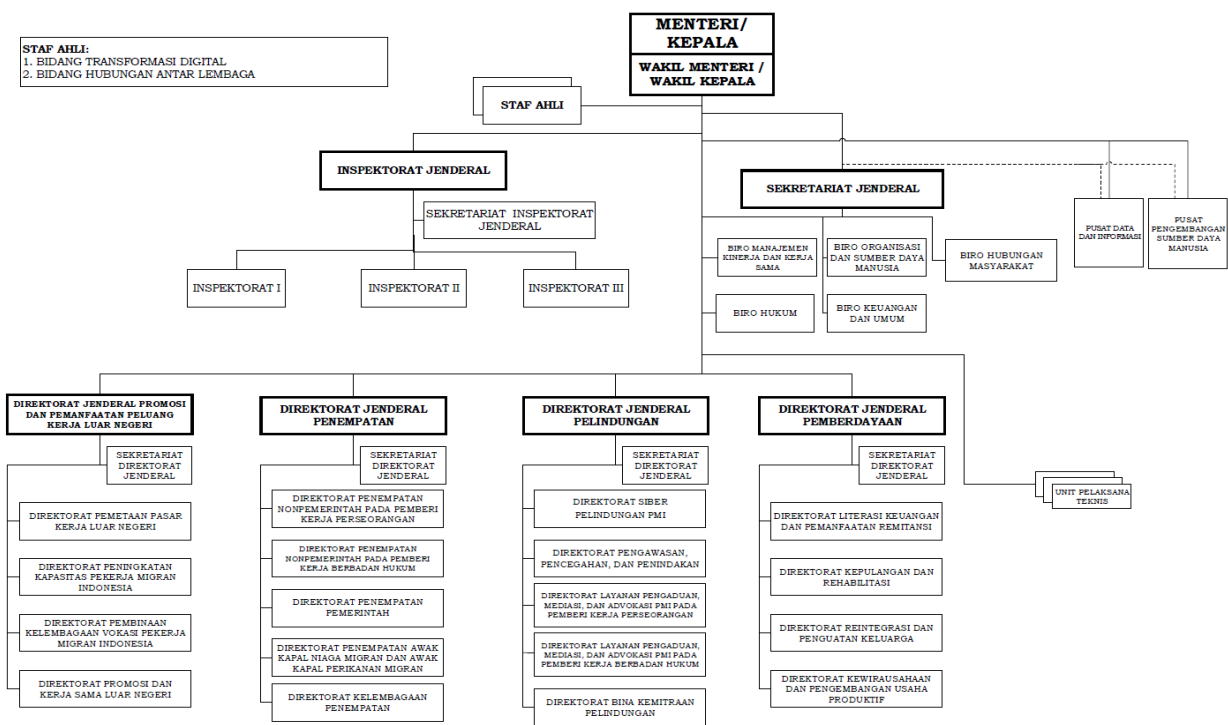 MENTERI/
KEPALA
WAKIL MENTERI /
WAKIL KEPALA
STAF AHLI:
1. BIDANG TRANSFORMASI DIGITAL
2. BIDANG HUBUNGAN ANTAR LEMBAGA
STAF AHLI
INSPEKTORAT JENDERAL
SEKRETARIAT JENDERAL
SEKRETARIAT INSPEKTORAT
JENDERAL
INSPEKTORAT I
INSPEKTORAT II
INSPEKTORAT III
BIRO MANAJEMEN
KINERJA DAN KERJA
SAMA
BIRO ORGANISASI
DAN SUMBER DAYA
MANUSIA
BIRO HUBUNGAN
MASYARAKAT
BIRO HUKUM
BIRO KEUANGAN
DAN UMUM
PUSAT DATA
DAN INFORMASI
PUSAT
PENGEMBANGAN
SUMBER DAYA
MANUSIA
DIREKTORAT JENDERAL PROMOSI
DAN PEMANFAATAN PELUANG
KERJA LUAR NEGERI
SEKRETARIAT
DIREKTORAT
JENDERAL
DIREKTORAT PEMETAAN PASAR
KERJA LUAR NEGERI
DIREKTORAT PENINGKATAN
KAPASITAS PEKERJA MIGRAN
INDONESIA
DIREKTORAT PEMBINAAN
KELEMBAGAAN VOKASI PEKERJA
MIGRAN INDONESIA
DIREKTORAT PROMOSI DAN
KERJA SAMA LUAR NEGERI
DIREKTORAT JENDERAL
PENEMPATAN
SEKRETARIAT
DIREKTORAT
JENDERAL
DIREKTORAT PENEMPATAN
NONPEMERINTAH PADA PEMBERI
KERJA PERSEORANGAN
DIREKTORAT PENEMPATAN
NONPEMERINTAH PADA PEMBERI
KERJA BERBADAN HUKUM
DIREKTORAT PENEMPATAN
PEMERINTAH
DIREKTORAT PENEMPATAN AWAK
KAPAL NIAGA MIGRAN DAN AWAK
KAPAL PERIKANAN MIGRAN
DIREKTORAT KELEMBAGAAN
PENEMPATAN
DIREKTORAT JENDERAL
PELINDUNGAN
SEKRETARIAT
DIREKTORAT
JENDERAL
DIREKTORAT SIBER
PELINDUNGAN PMI
DIREKTORAT PENGAWASAN,
PENCEGAHAN, DAN PENINDAKAN
DIREKTORAT LAYANAN PENGADUAN,
MEDIASI, DAN ADVOKASI PMI PADA
PEMBERI KERJA PERSEORANGAN
DIREKTORAT LAYANAN PENGADUAN,
MEDIASI, DAN ADVOKASI PMI PADA
PEMBERI KERJA BERBADAN HUKUM
DIREKTORAT BINA KEMITRAAN
PELINDUNGAN
DIREKTORAT JENDERAL
PEMBERDAYAAN
SEKRETARIAT
DIREKTORAT
JENDERAL
DIREKTORAT LITERASI KEUANGAN
DAN PEMANFAATAN REMITANSI
DIREKTORAT KEPULANGAN DAN
REHABILITASI
DIREKTORAT REINTEGRASI DAN
PENGUATAN KELUARGA
DIREKTORAT KEWIRAUSAHAAN
DAN PENGEMBANGAN USAHA
PRODUKTIF
UNIT PELAKSANA
TEKNIS